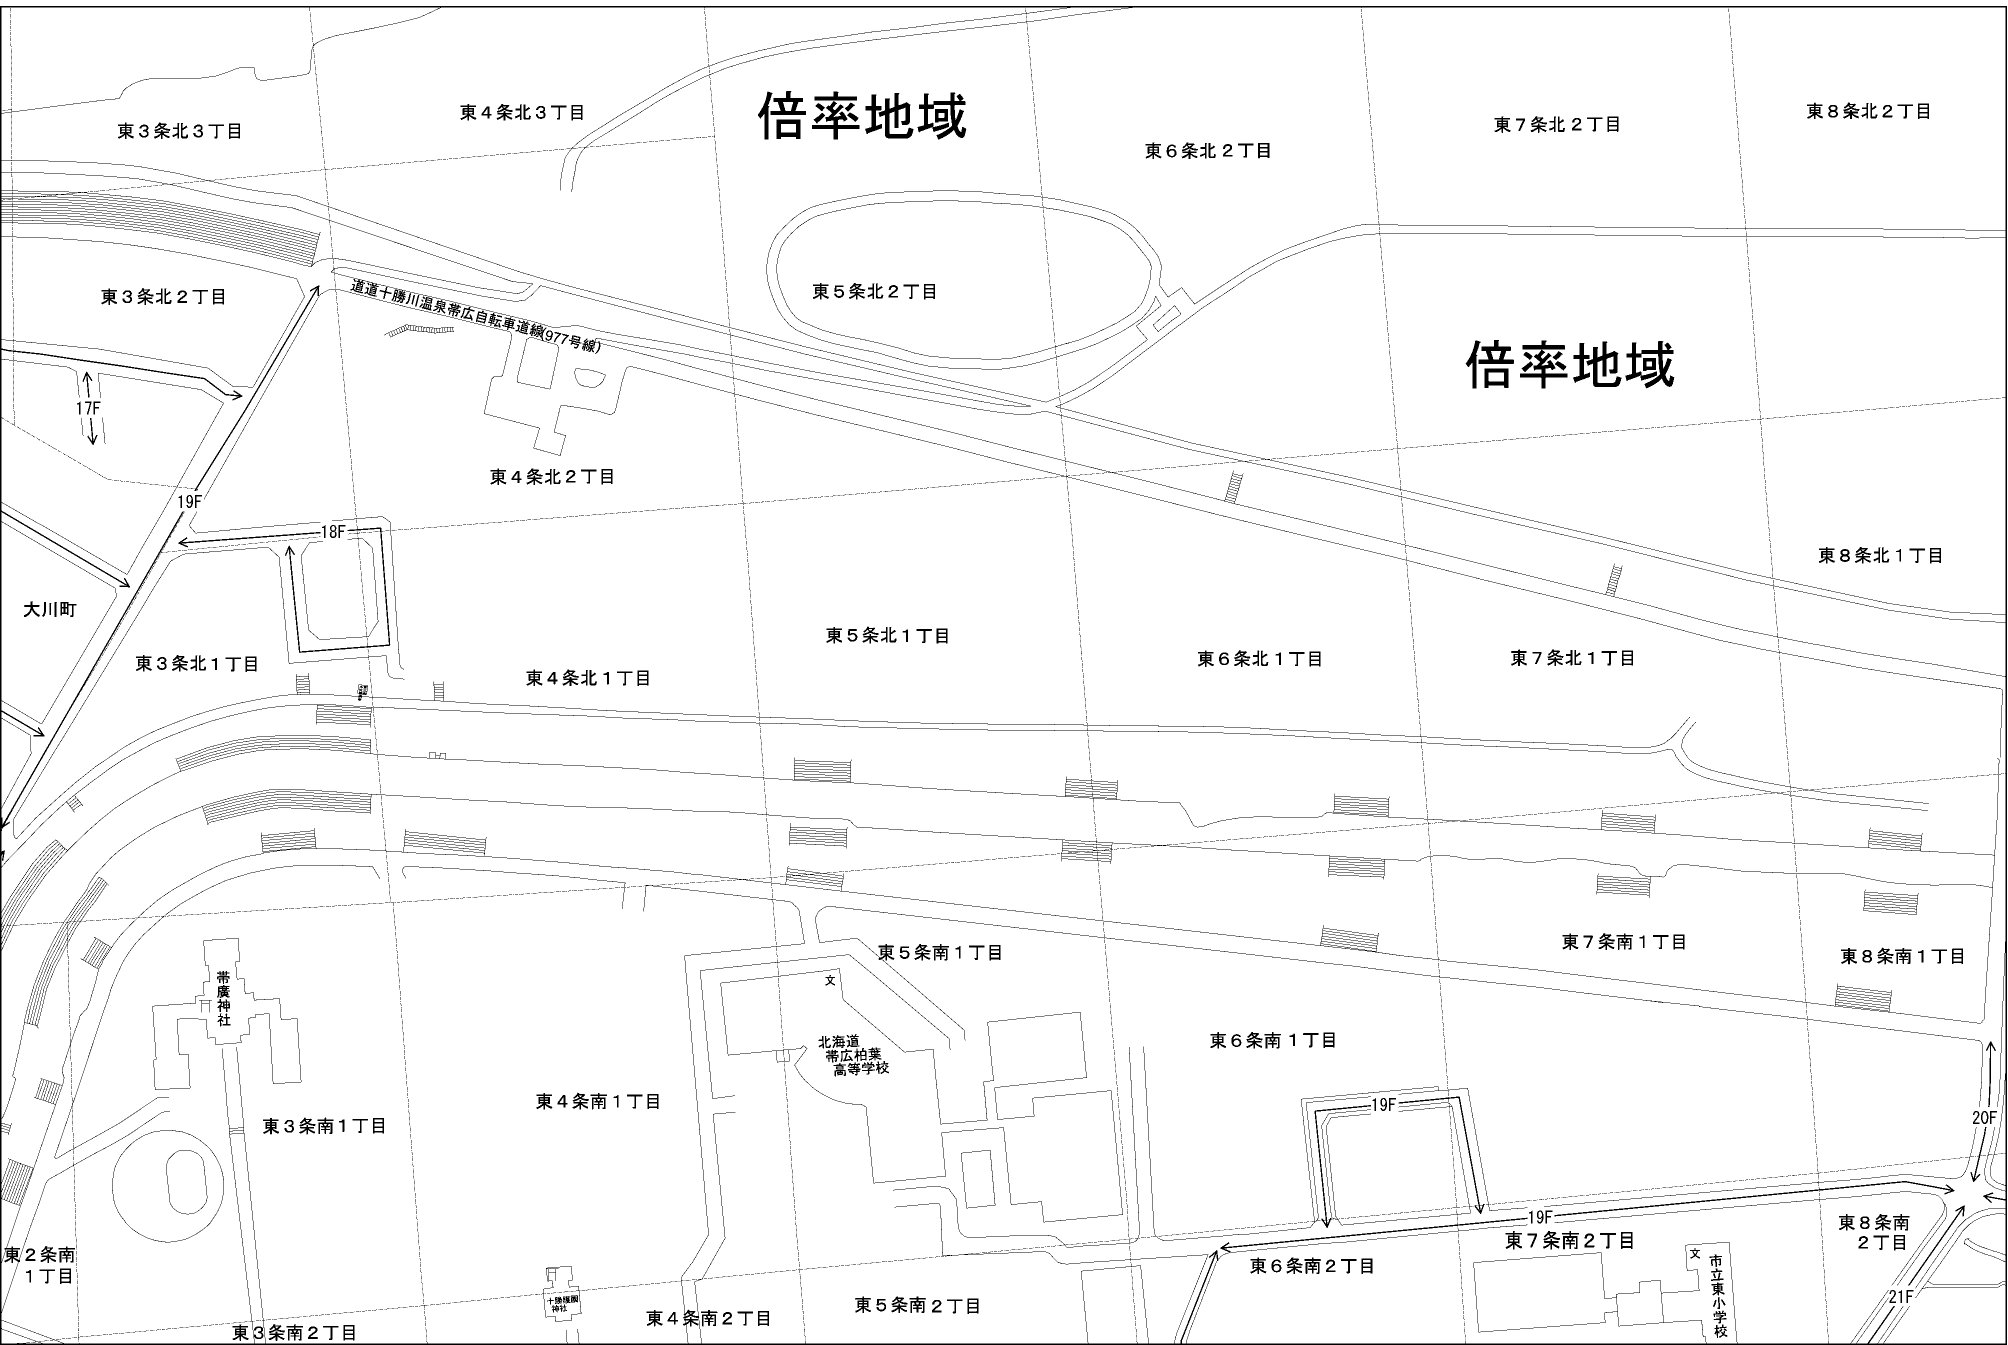 東３条北３丁目
東４条北３丁目
倍率地域
東６条北２丁目
東７条北２丁目
東８条北２丁目
東３条北２丁目
道道十勝川温泉帯広自転車道線(977号線)
東５条北２丁目
倍率地域
17F
東４条北２丁目
19F
18F
東８条北１丁目
大川町
東３条北１丁目
東４条北１丁目
東５条北１丁目
東６条北１丁目
東７条北１丁目
帯廣神社
東５条南１丁目
東７条南１丁目
東８条南１丁目
文
北海道
帯広柏葉
高等学校
東６条南１丁目
東３条南１丁目
東４条南１丁目
19F
20F
東２条南
１丁目
19F
東８条南
２丁目
東６条南２丁目
東７条南２丁目
文
市立東小学校
21F
十勝護國
神社
東３条南２丁目
東４条南２丁目
東５条南２丁目